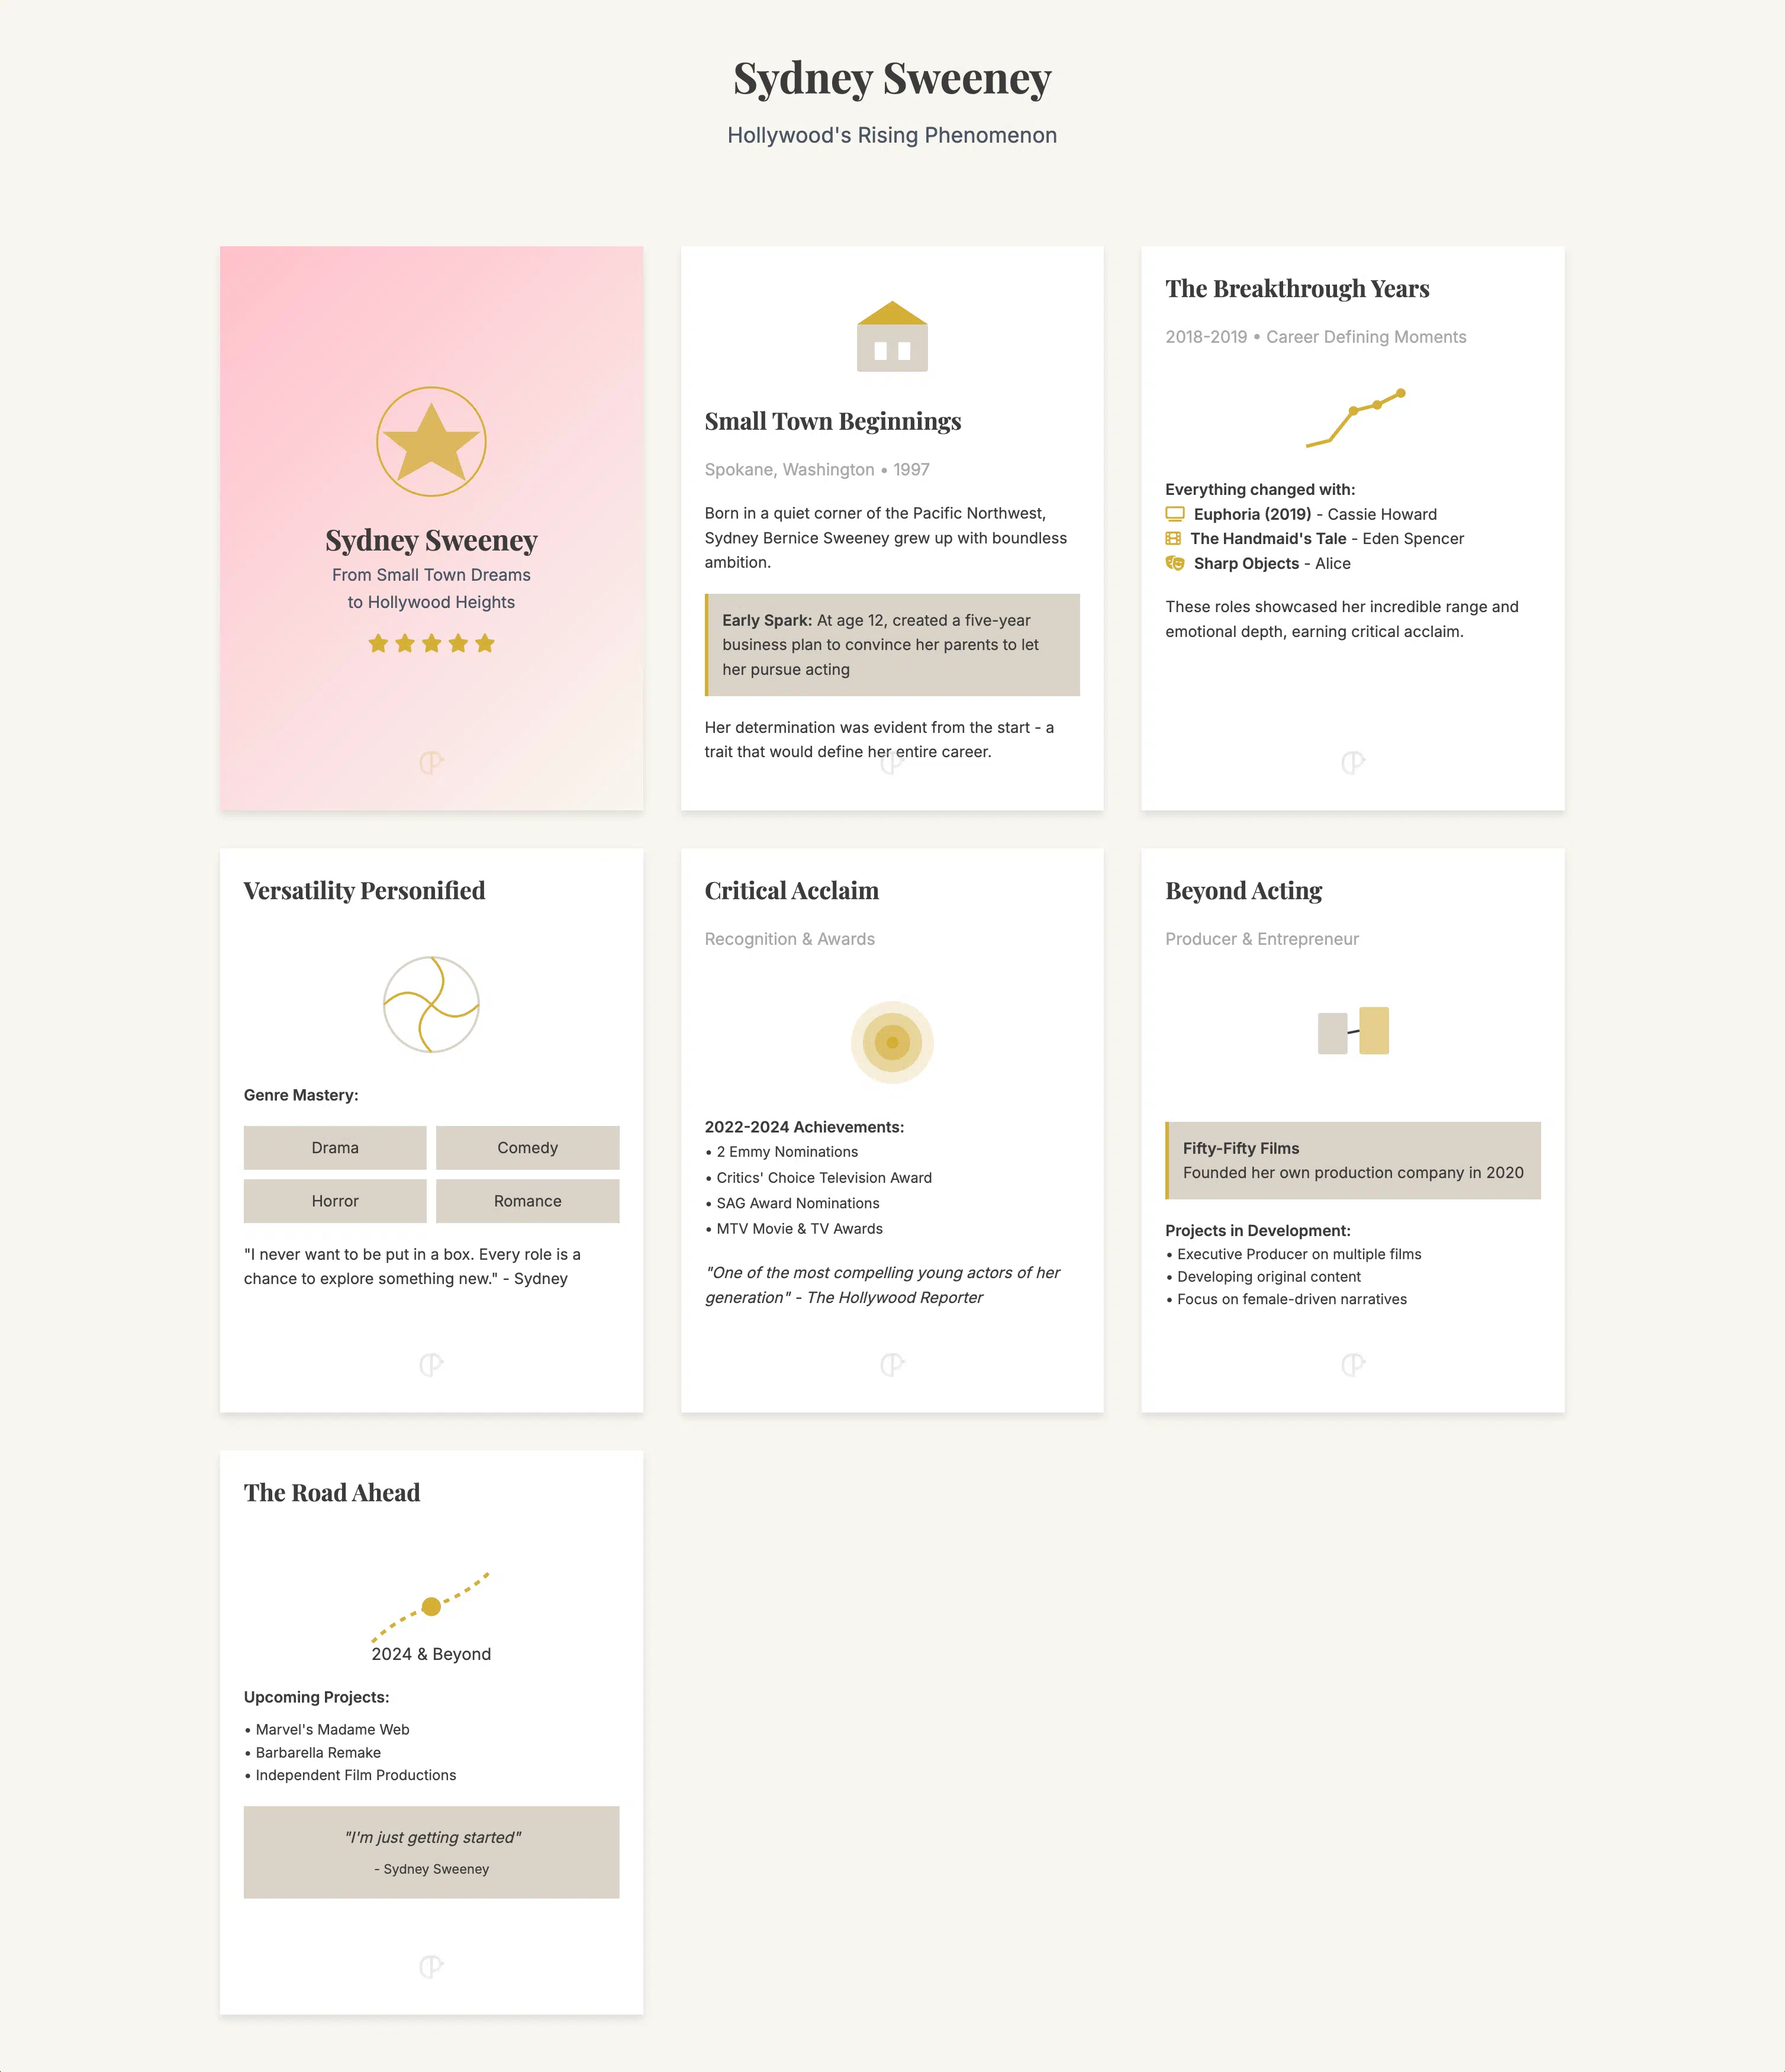 Sydney Sweeney
Hollywood's Rising Phenomenon
Sydney Sweeney
From Small Town Dreams
to Hollywood Heights
Small Town Beginnings
Spokane, Washington • 1997
Born in a quiet corner of the Pacific Northwest,
Sydney Bernice Sweeney grew up with boundless
ambition.
Early Spark: At age 12, created a five-year
business plan to convince her parents to let
her pursue acting
Her determination was evident from the start - a
trait that would define her entire career.
The Breakthrough Years
2018-2019 • Career Defining Moments
Everything changed with:
Euphoria (2019) - Cassie Howard
The Handmaid's Tale - Eden Spencer
Sharp Objects - Alice
These roles showcased her incredible range and
emotional depth, earning critical acclaim.
Versatility Personified
Genre Mastery:
Drama
Comedy
Horror
Romance
"I never want to be put in a box. Every role is a
chance to explore something new." - Sydney
Critical Acclaim
Recognition & Awards
2022-2024 Achievements:
• 2 Emmy Nominations
• Critics' Choice Television Award
• SAG Award Nominations
• MTV Movie & TV Awards
"One of the most compelling young actors of her
generation" - The Hollywood Reporter
Beyond Acting
Producer & Entrepreneur
Fifty-Fifty Films
Founded her own production company in 2020
Projects in Development:
• Executive Producer on multiple films
• Developing original content
• Focus on female-driven narratives
The Road Ahead
2024 & Beyond
Upcoming Projects:
• Marvel's Madame Web
• Barbarella Remake
• Independent Film Productions
"I'm just getting started"
- Sydney Sweeney